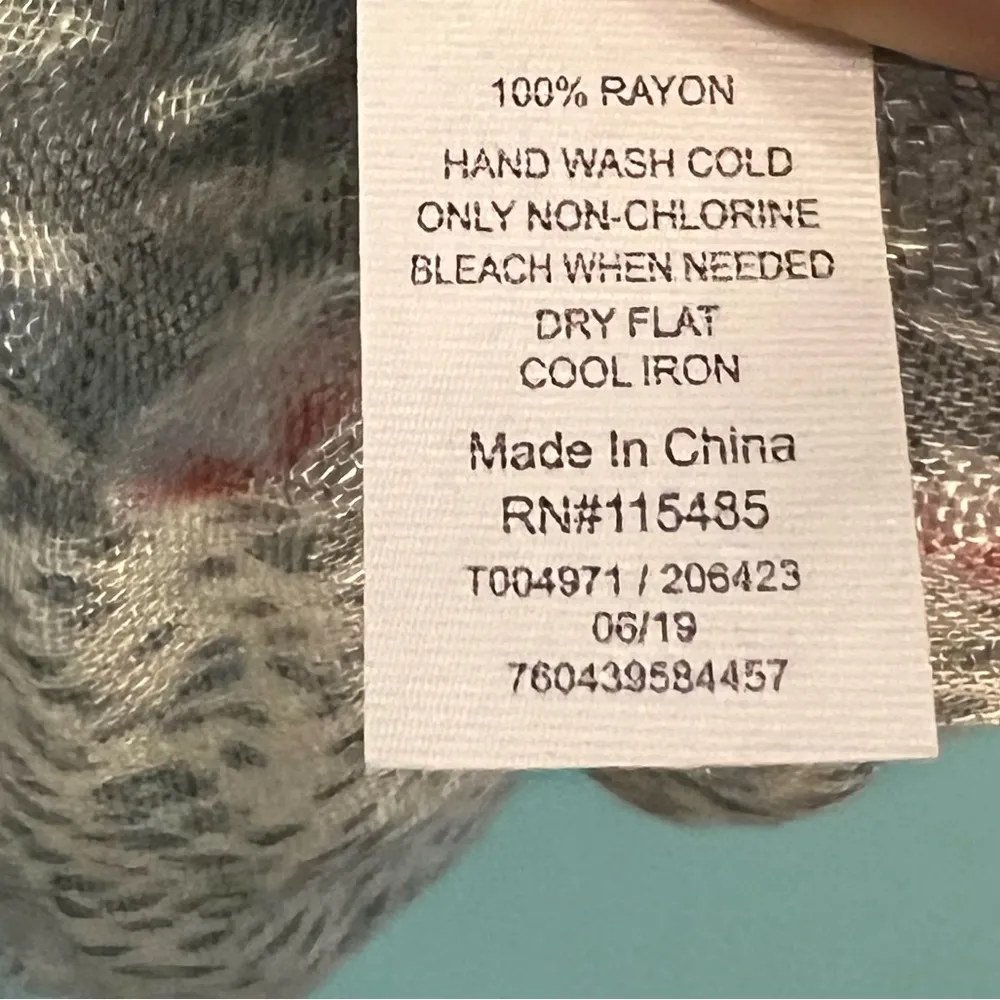 100% RAYON
HAND WASH COLD
ONLY NON-CHLORINE
BLEACH WHEN NEEDED
DRY FLAT
COOL IRON
Made In China
RN#115485
T004971 / 206423
06/19
760439584457